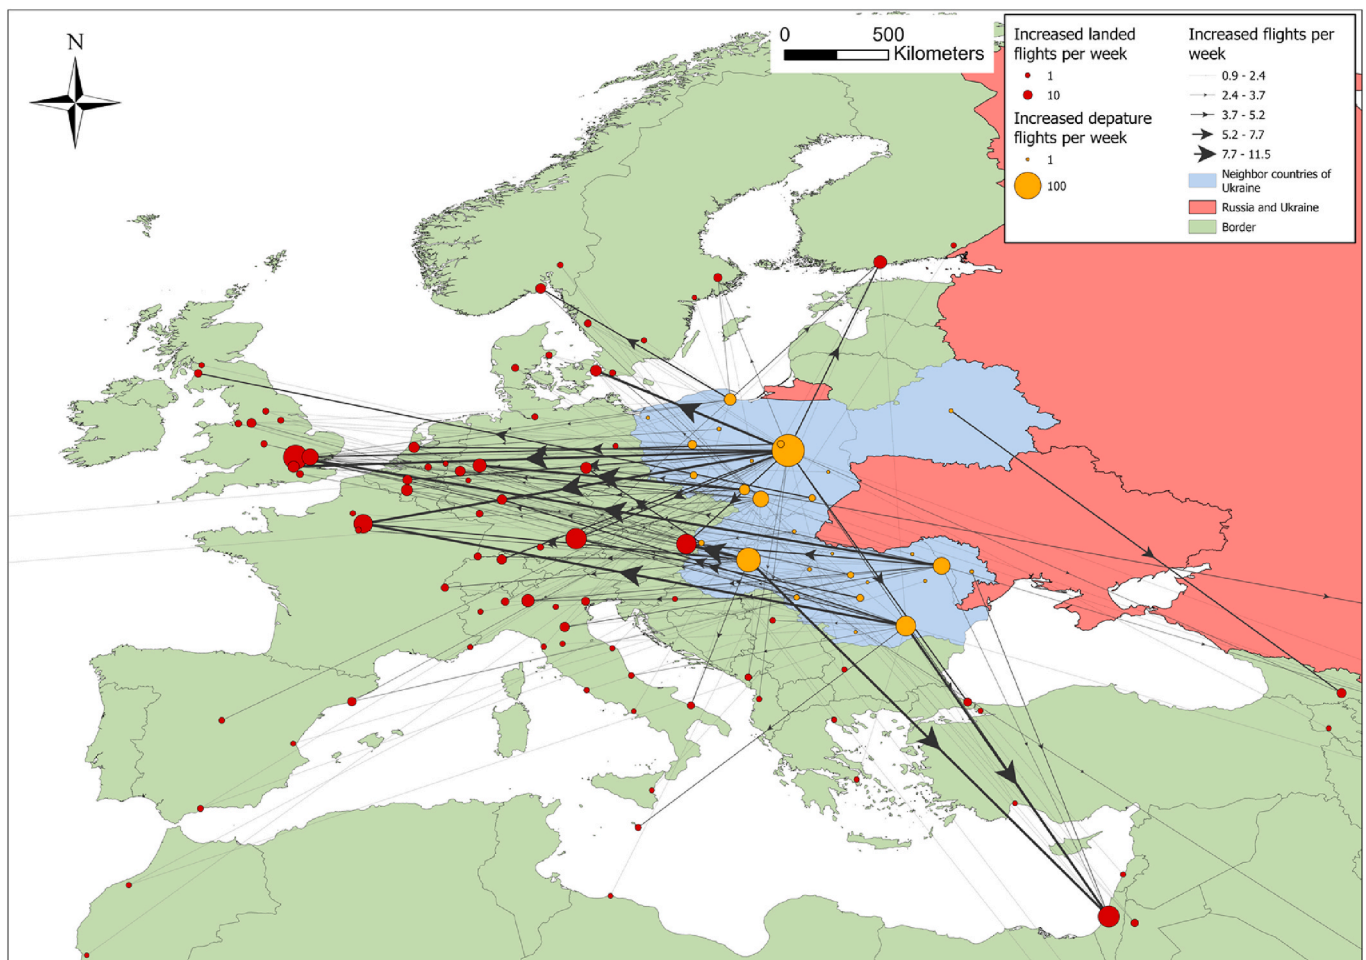 N
0 500
Kilometers
Increased landed
flights per week
1
10
Increased depature
flights per week
1
100
Increased flights per
week
0.9 - 2.4
2.4 - 3.7
3.7 - 5.2
5.2 - 7.7
7.7 - 11.5
Neighbor countries of
Ukraine
Russia and Ukraine
Border